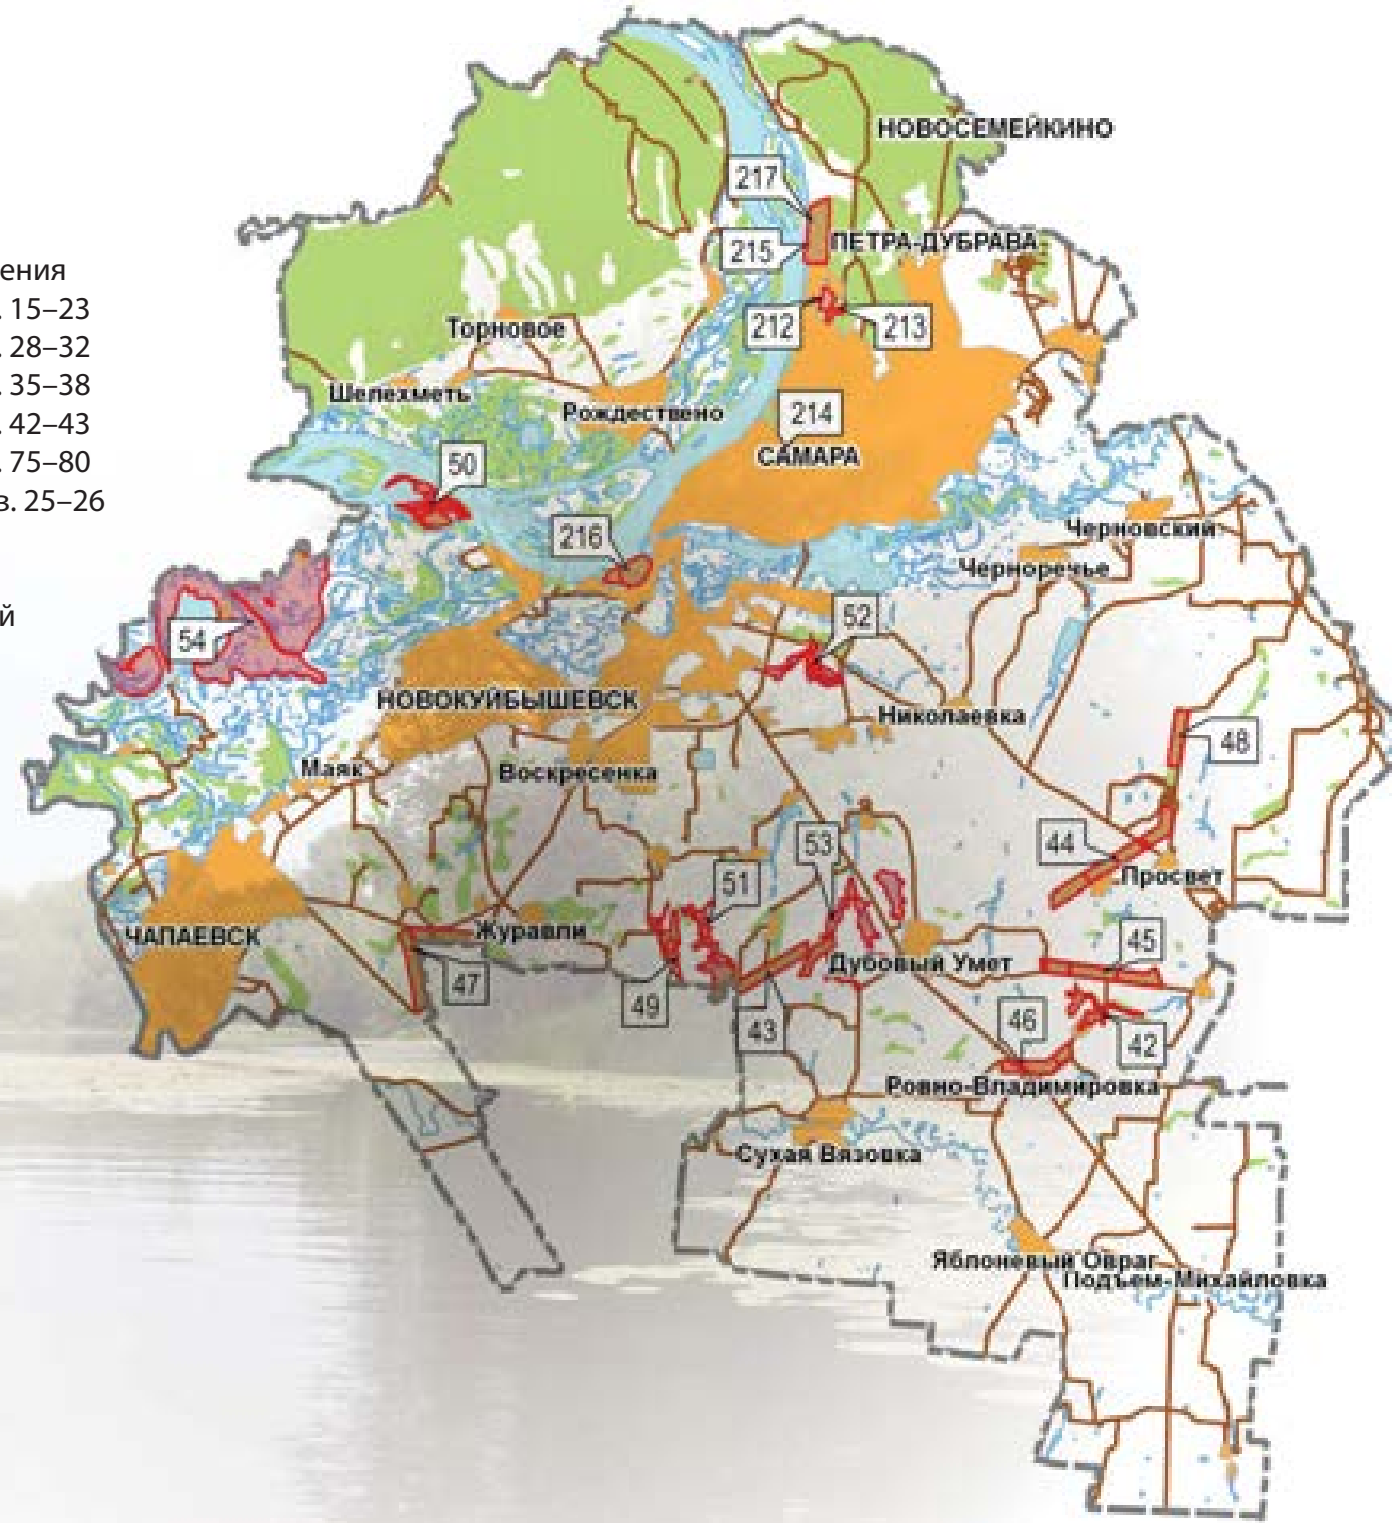 НОВОСЕМЕЙКИНО
217
ПЕТРА-ДУБРАВА
215
ения
. 15–23
212
213
Торновое
. 28–32
. 35–38
Шелехметь
Рождествено
214
. 42–43
САМАРА
50
. 75–80
в. 25–26
216
Черновский
Черноречье
й
52
54
НОВОКУЙБЫШЕВСК
Николаевка
48
Маяк
Воскресенка
53
44
51
Просвет
ЧАПАЕВСК
Журавли
45
Дубовый Умет
47
49
43
46
42
Ровно-Владимировка
Сухая Вязовка
Яблоневый Овраг
Подъем-Михайловка